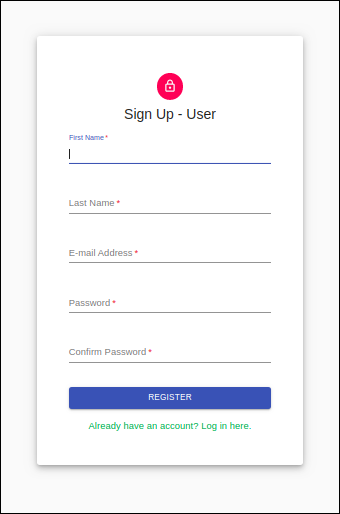 Sign Up - User
First Name *
Last Name *
E-mail Address *
Password *
Confirm Password *
REGISTER
Already have an account? Log in here.